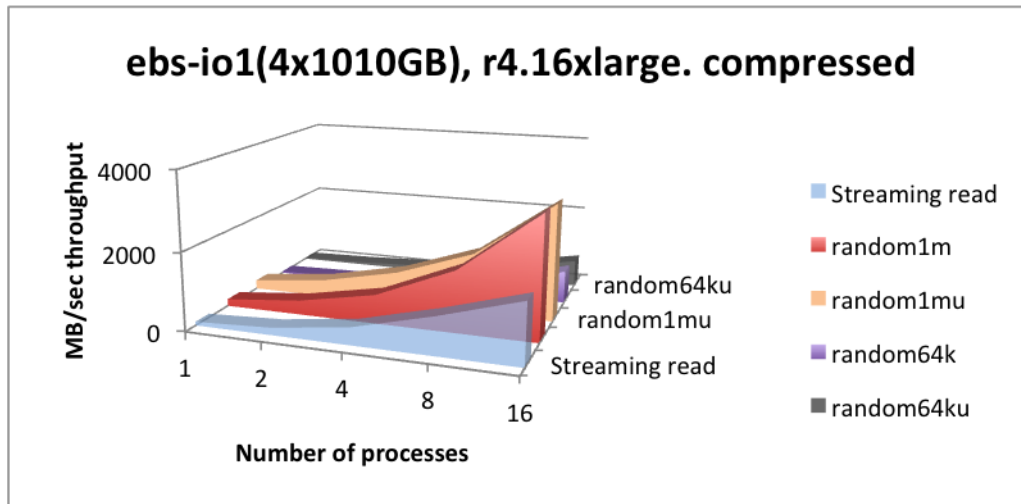 ebs-io1(4x1010GB), r4.16xlarge. compressed
MB/sec throughput
4000
2000
0
1
2
4
8
16
Number of processes
random64ku
random1mu
Streaming read
Streaming read
random1m
random1mu
random64k
random64ku